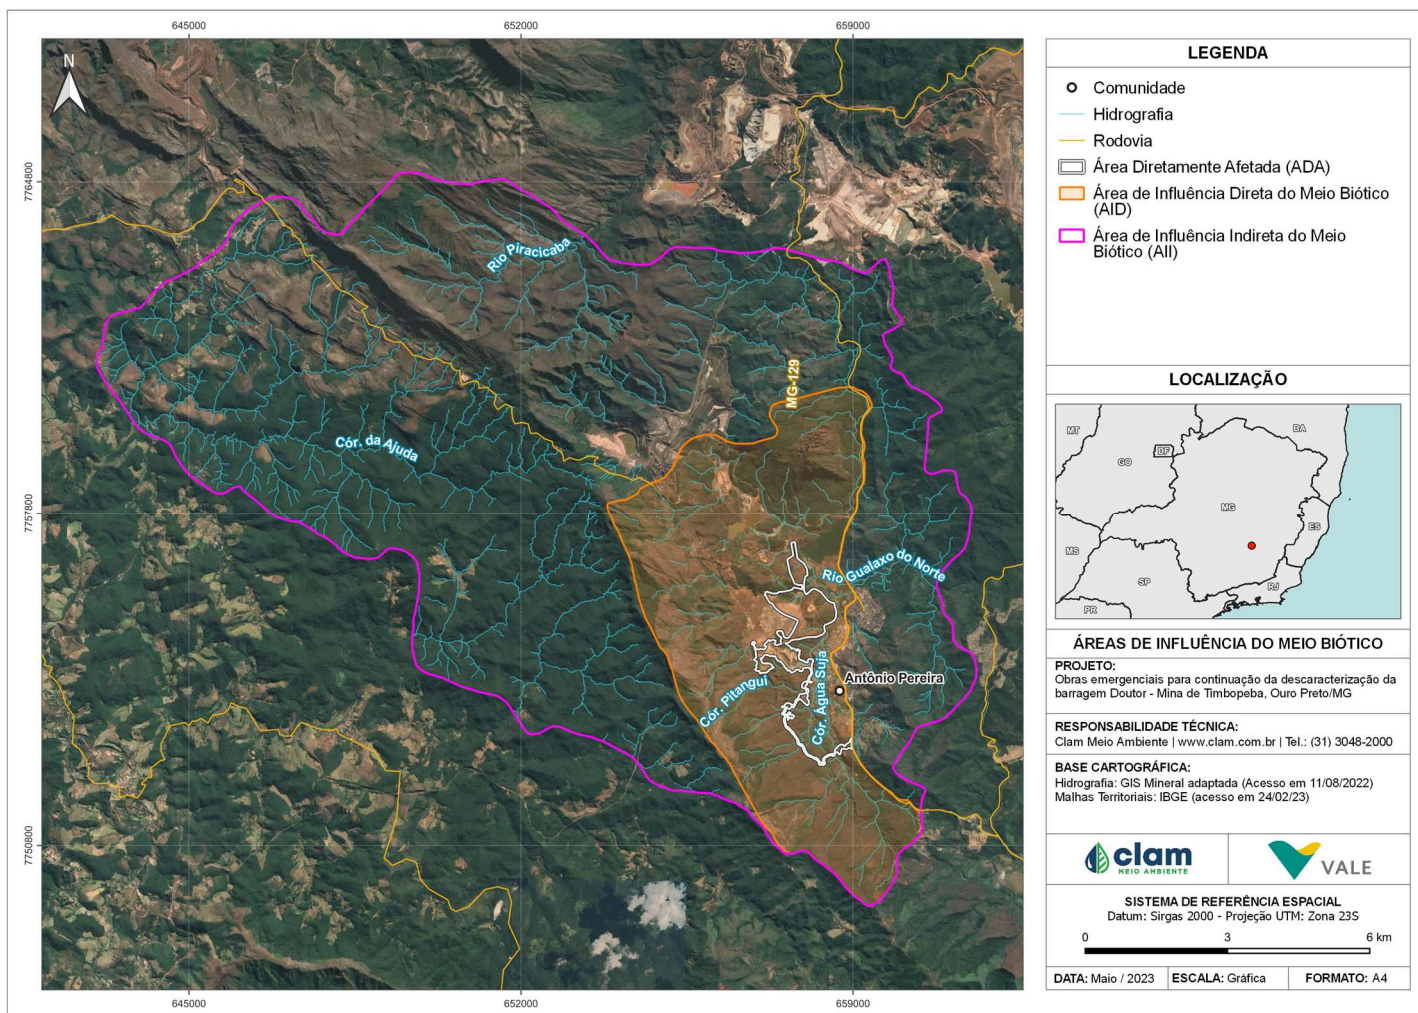 645000
652000
659000
N
7764800
7757800
7750800
Rio Piracicaba
MG-129
Cór. da Ajuda
Rio Gualaxo do Norte
Cór. Pitangui
Cór. Água Suja
Antônio Pereira
645000
652000
659000
LEGENDA
Comunidade
Hidrografia
Rodovia
Área Diretamente Afetada (ADA)
Área de Influência Direta do Meio Biótico
(AID)
Área de Influência Indireta do Meio
Biótico (AII)
LOCALIZAÇÃO
MT
DF
BA
GO
MG
ES
MS
SP
RJ
PR
ÁREAS DE INFLUÊNCIA DO MEIO BIÓTICO
PROJETO:
Obras emergenciais para continuação da descaracterização da
barragem Doutor - Mina de Timbopeba, Ouro Preto/MG
RESPONSABILIDADE TÉCNICA:
Clam Meio Ambiente | www.clam.com.br | Tel.: (31) 3048-2000
BASE CARTOGRÁFICA:
Hidrografia: GIS Mineral adaptada (Acesso em 11/08/2022)
Malhas Territoriais: IBGE (acesso em 24/02/23)
clam
MEIO AMBIENTE
VALE
SISTEMA DE REFERÊNCIA ESPACIAL
Datum: Sirgas 2000 - Projeção UTM: Zona 23S
0 3 6 km
DATA: Maio / 2023 ESCALA: Gráfica FORMATO: A4